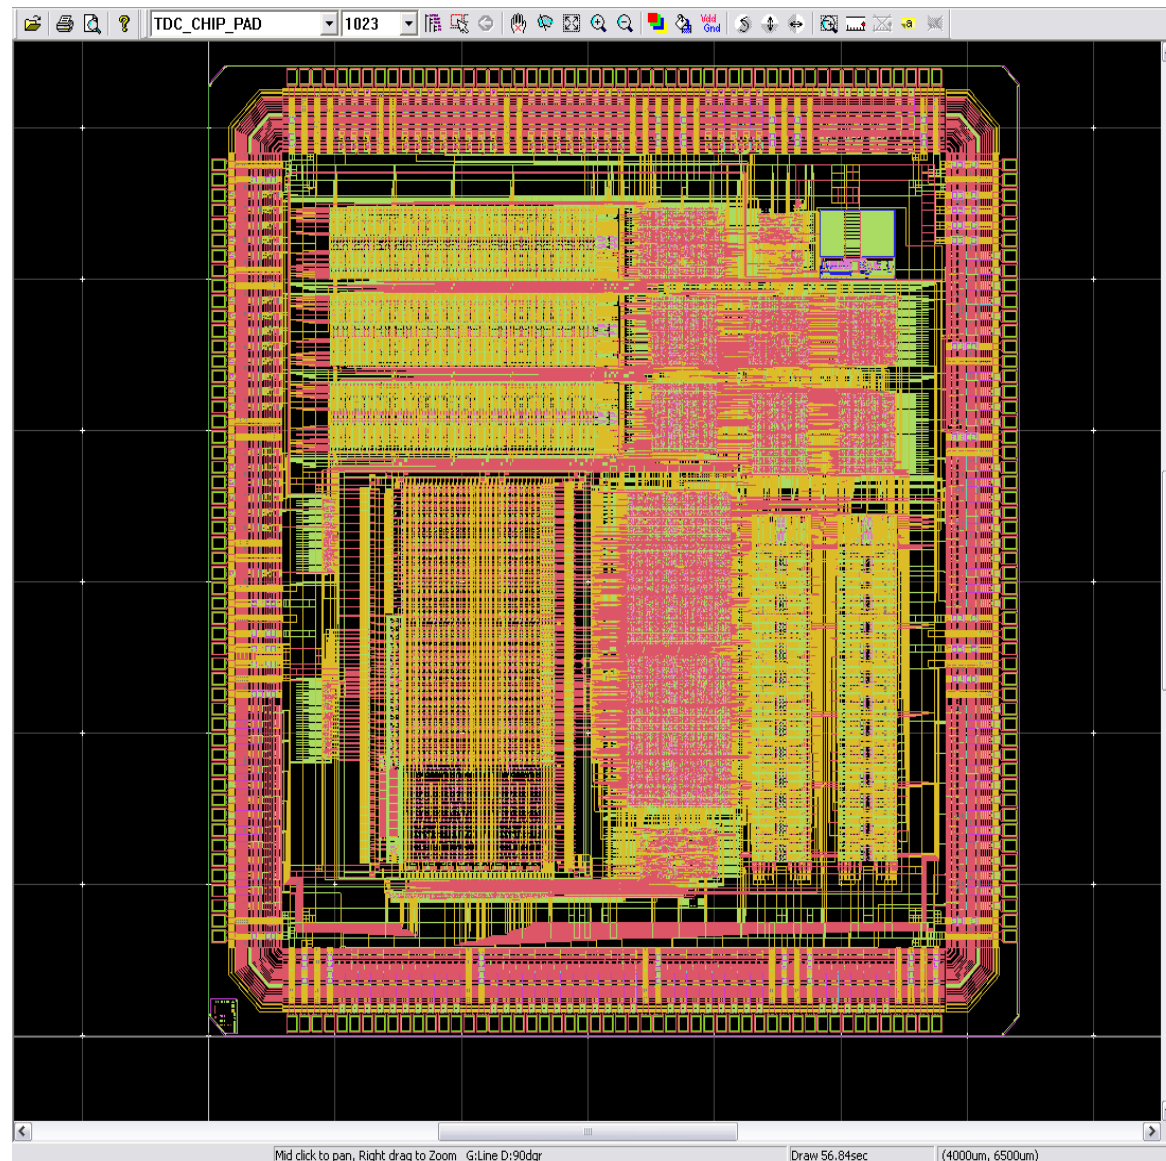 TDC_CHIP_PAD 1023 Vdd Gnd a
Mid click to pan, Right drag to Zoom G:Line D:90dgr Draw 56.84sec (4000um, 6500um)